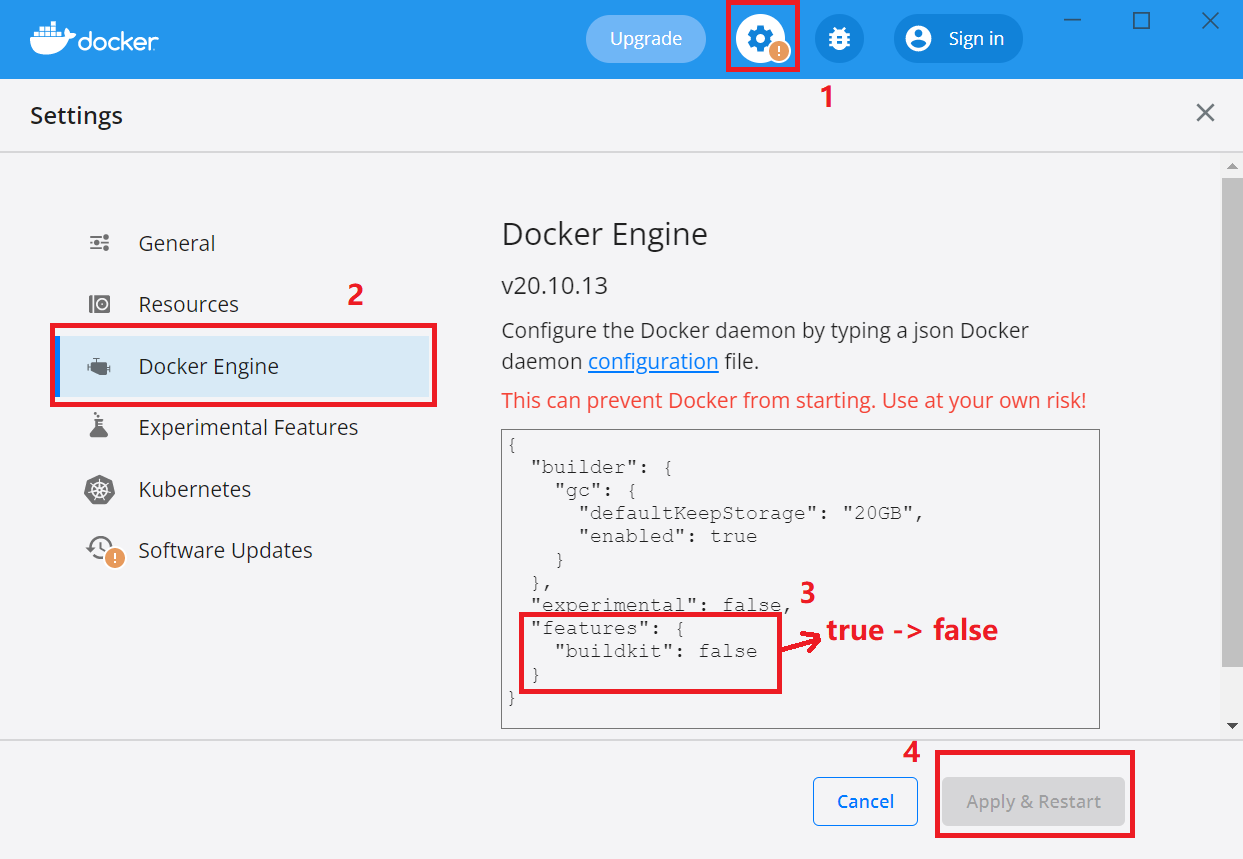 docker
Upgrade
Sign in
1
Settings
General
Resources
2
Docker Engine
Experimental Features
Kubernetes
Software Updates
Docker Engine
v20.10.13
Configure the Docker daemon by typing a json Docker
daemon configuration file.
This can prevent Docker from starting. Use at your own risk!
{
  "builder": {
    "gc": {
      "defaultKeepStorage": "20GB",
      "enabled": true
    }
  },
  "experimental": false,
  "features": {
    "buildkit": false
  }
}
3
true -> false
4
Cancel
Apply & Restart